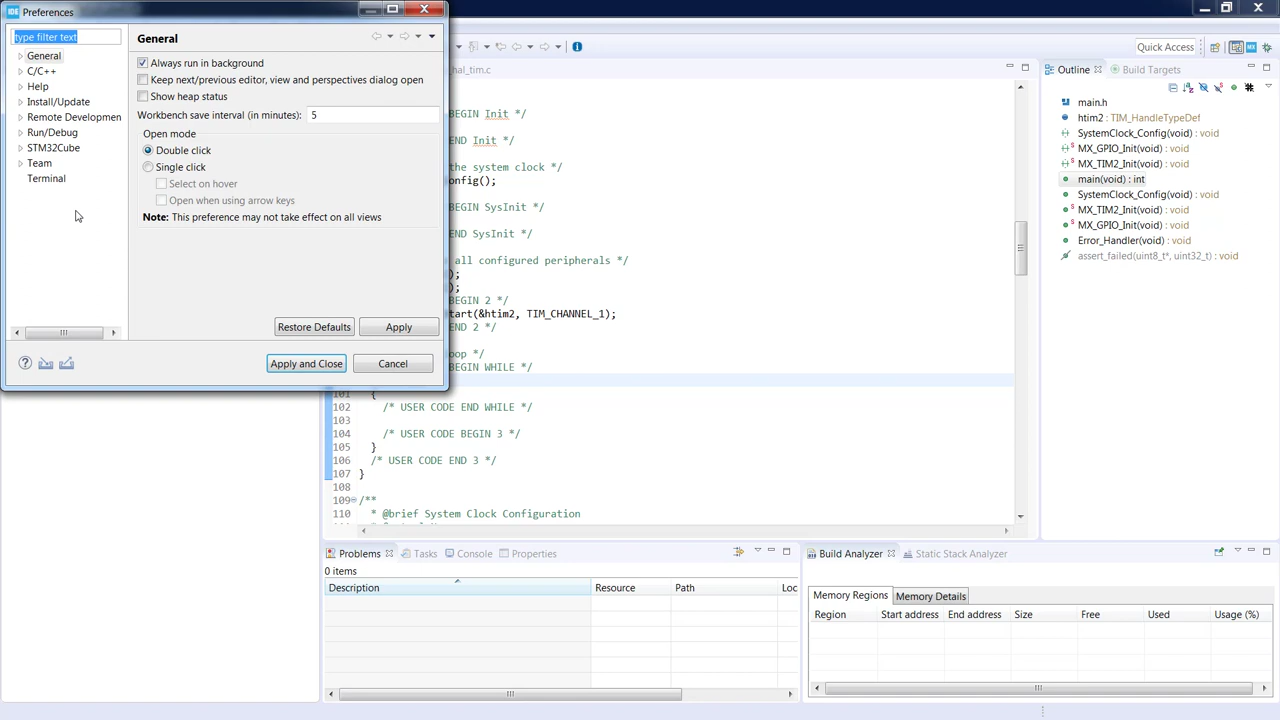 IDE Preferences
type filter text
General
C/C++
Help
Install/Update
Remote Developmen
Run/Debug
STM32Cube
Team
Terminal
General
Always run in background
Keep next/previous editor, view and perspectives dialog open
Show heap status
Workbench save interval (in minutes): 5
Open mode
Double click
Single click
Select on hover
Open when using arrow keys
Note: This preference may not take effect on all views
Restore Defaults Apply
Apply and Close Cancel
Quick Access MX
_hal_tim.c
BEGIN Init */
END Init */
the system clock */
onfig();
BEGIN SysInit */
END SysInit */
all configured peripherals */
);
);
BEGIN 2 */
tart(&htim2, TIM_CHANNEL_1);
END 2 */
oop */
BEGIN WHILE */
101 {
102 /* USER CODE END WHILE */
103
104 /* USER CODE BEGIN 3 */
105 }
106 /* USER CODE END 3 */
107 }
108
109 /**
110 * @brief System Clock Configuration
Outline Build Targets
main.h
htim2 : TIM_HandleTypeDef
SystemClock_Config(void) : void
MX_GPIO_Init(void) : void
MX_TIM2_Init(void) : void
main(void) : int
SystemClock_Config(void) : void
MX_TIM2_Init(void) : void
MX_GPIO_Init(void) : void
Error_Handler(void) : void
assert_failed(uint8_t*, uint32_t) : void
Problems Tasks Console Properties
0 items
Description Resource Path Loc
Build Analyzer Static Stack Analyzer
Memory Regions Memory Details
Region Start address End address Size Free Used Usage (%)